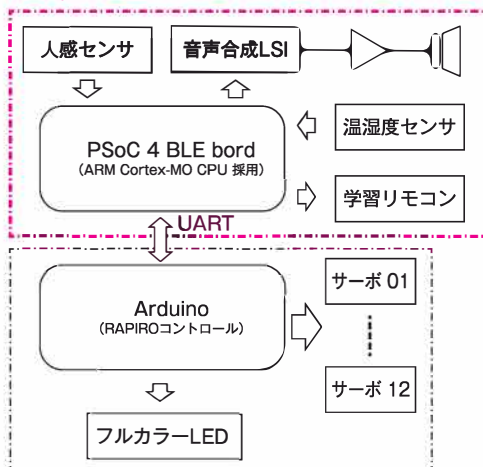 人感センサ
音声合成LSI
PSoC 4 BLE bord
(ARM Cortex-MO CPU 採用)
温湿度センサ
学習リモコン
UART
Arduino
(RAPIROコントロール)
サーボ 01
サーボ 12
フルカラーLED